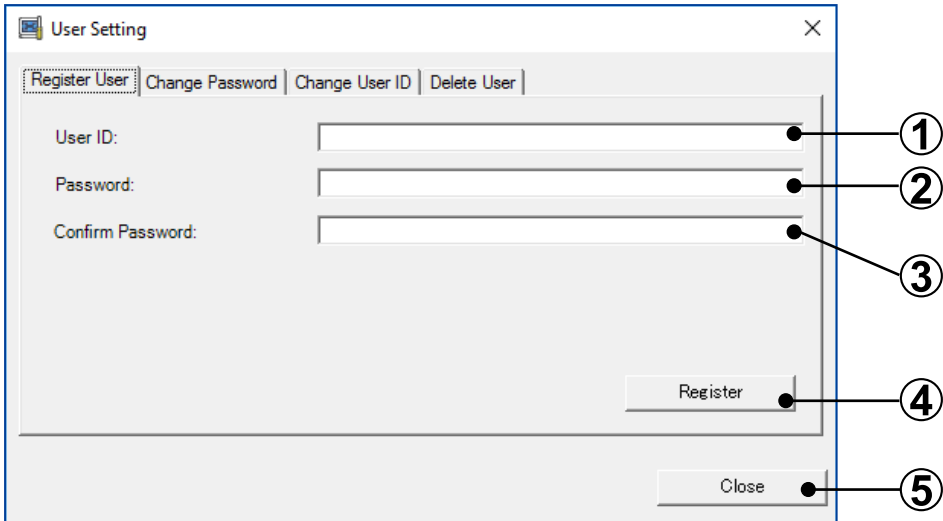 User Setting
Register User Change Password Change User ID Delete User
User ID: ①
Password: ②
Confirm Password: ③
Register ④
Close ⑤